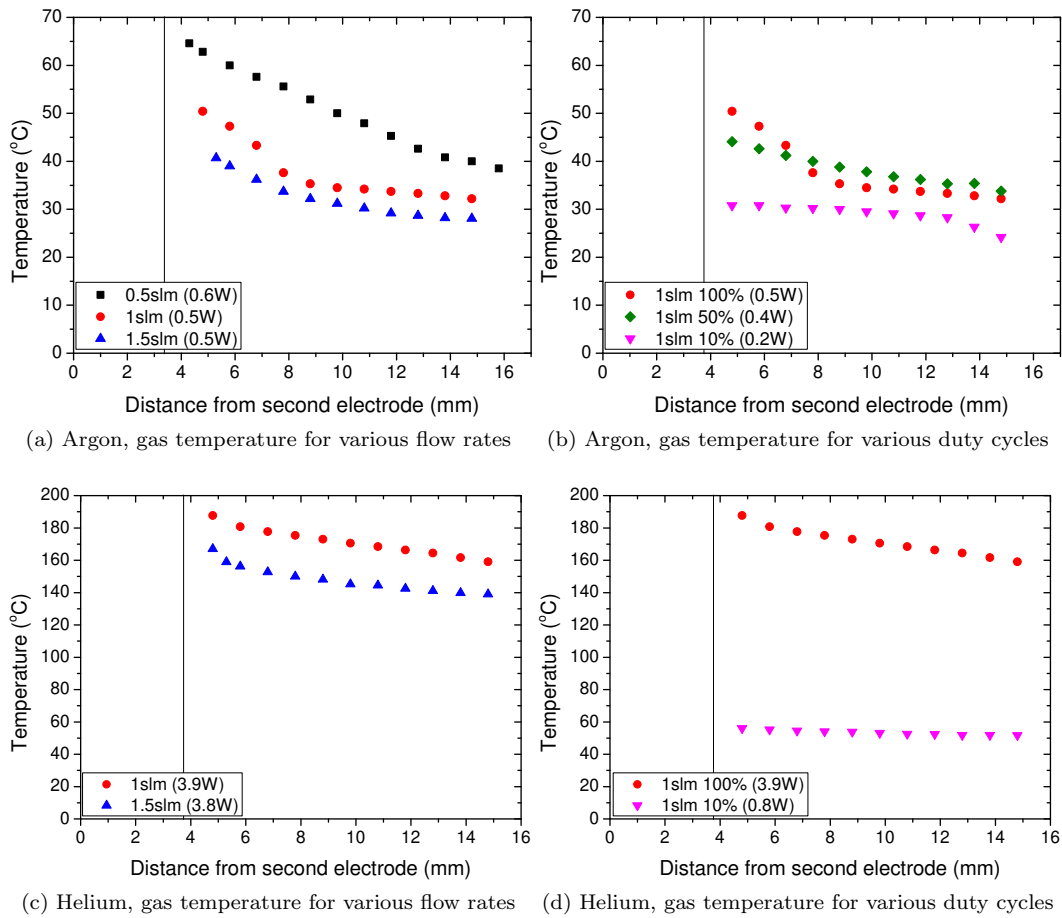 70
60
50
40
30
20
10
0
Temperature (°C)
0.5slm (0.6W)
1slm (0.5W)
1.5slm (0.5W)
0 2 4 6 8 10 12 14 16
Distance from second electrode (mm)
(a) Argon, gas temperature for various flow rates
70
60
50
40
30
20
10
0
Temperature (°C)
1slm 100% (0.5W)
1slm 50% (0.4W)
1slm 10% (0.2W)
0 2 4 6 8 10 12 14 16
Distance from second electrode (mm)
(b) Argon, gas temperature for various duty cycles
200
180
160
140
120
100
80
60
40
20
0
Temperature (°C)
1slm (3.9W)
1.5slm (3.8W)
0 2 4 6 8 10 12 14 16
Distance from second electrode (mm)
(c) Helium, gas temperature for various flow rates
200
180
160
140
120
100
80
60
40
20
0
Temperature (°C)
1slm 100% (3.9W)
1slm 10% (0.8W)
0 2 4 6 8 10 12 14 16
Distance from second electrode (mm)
(d) Helium, gas temperature for various duty cycles